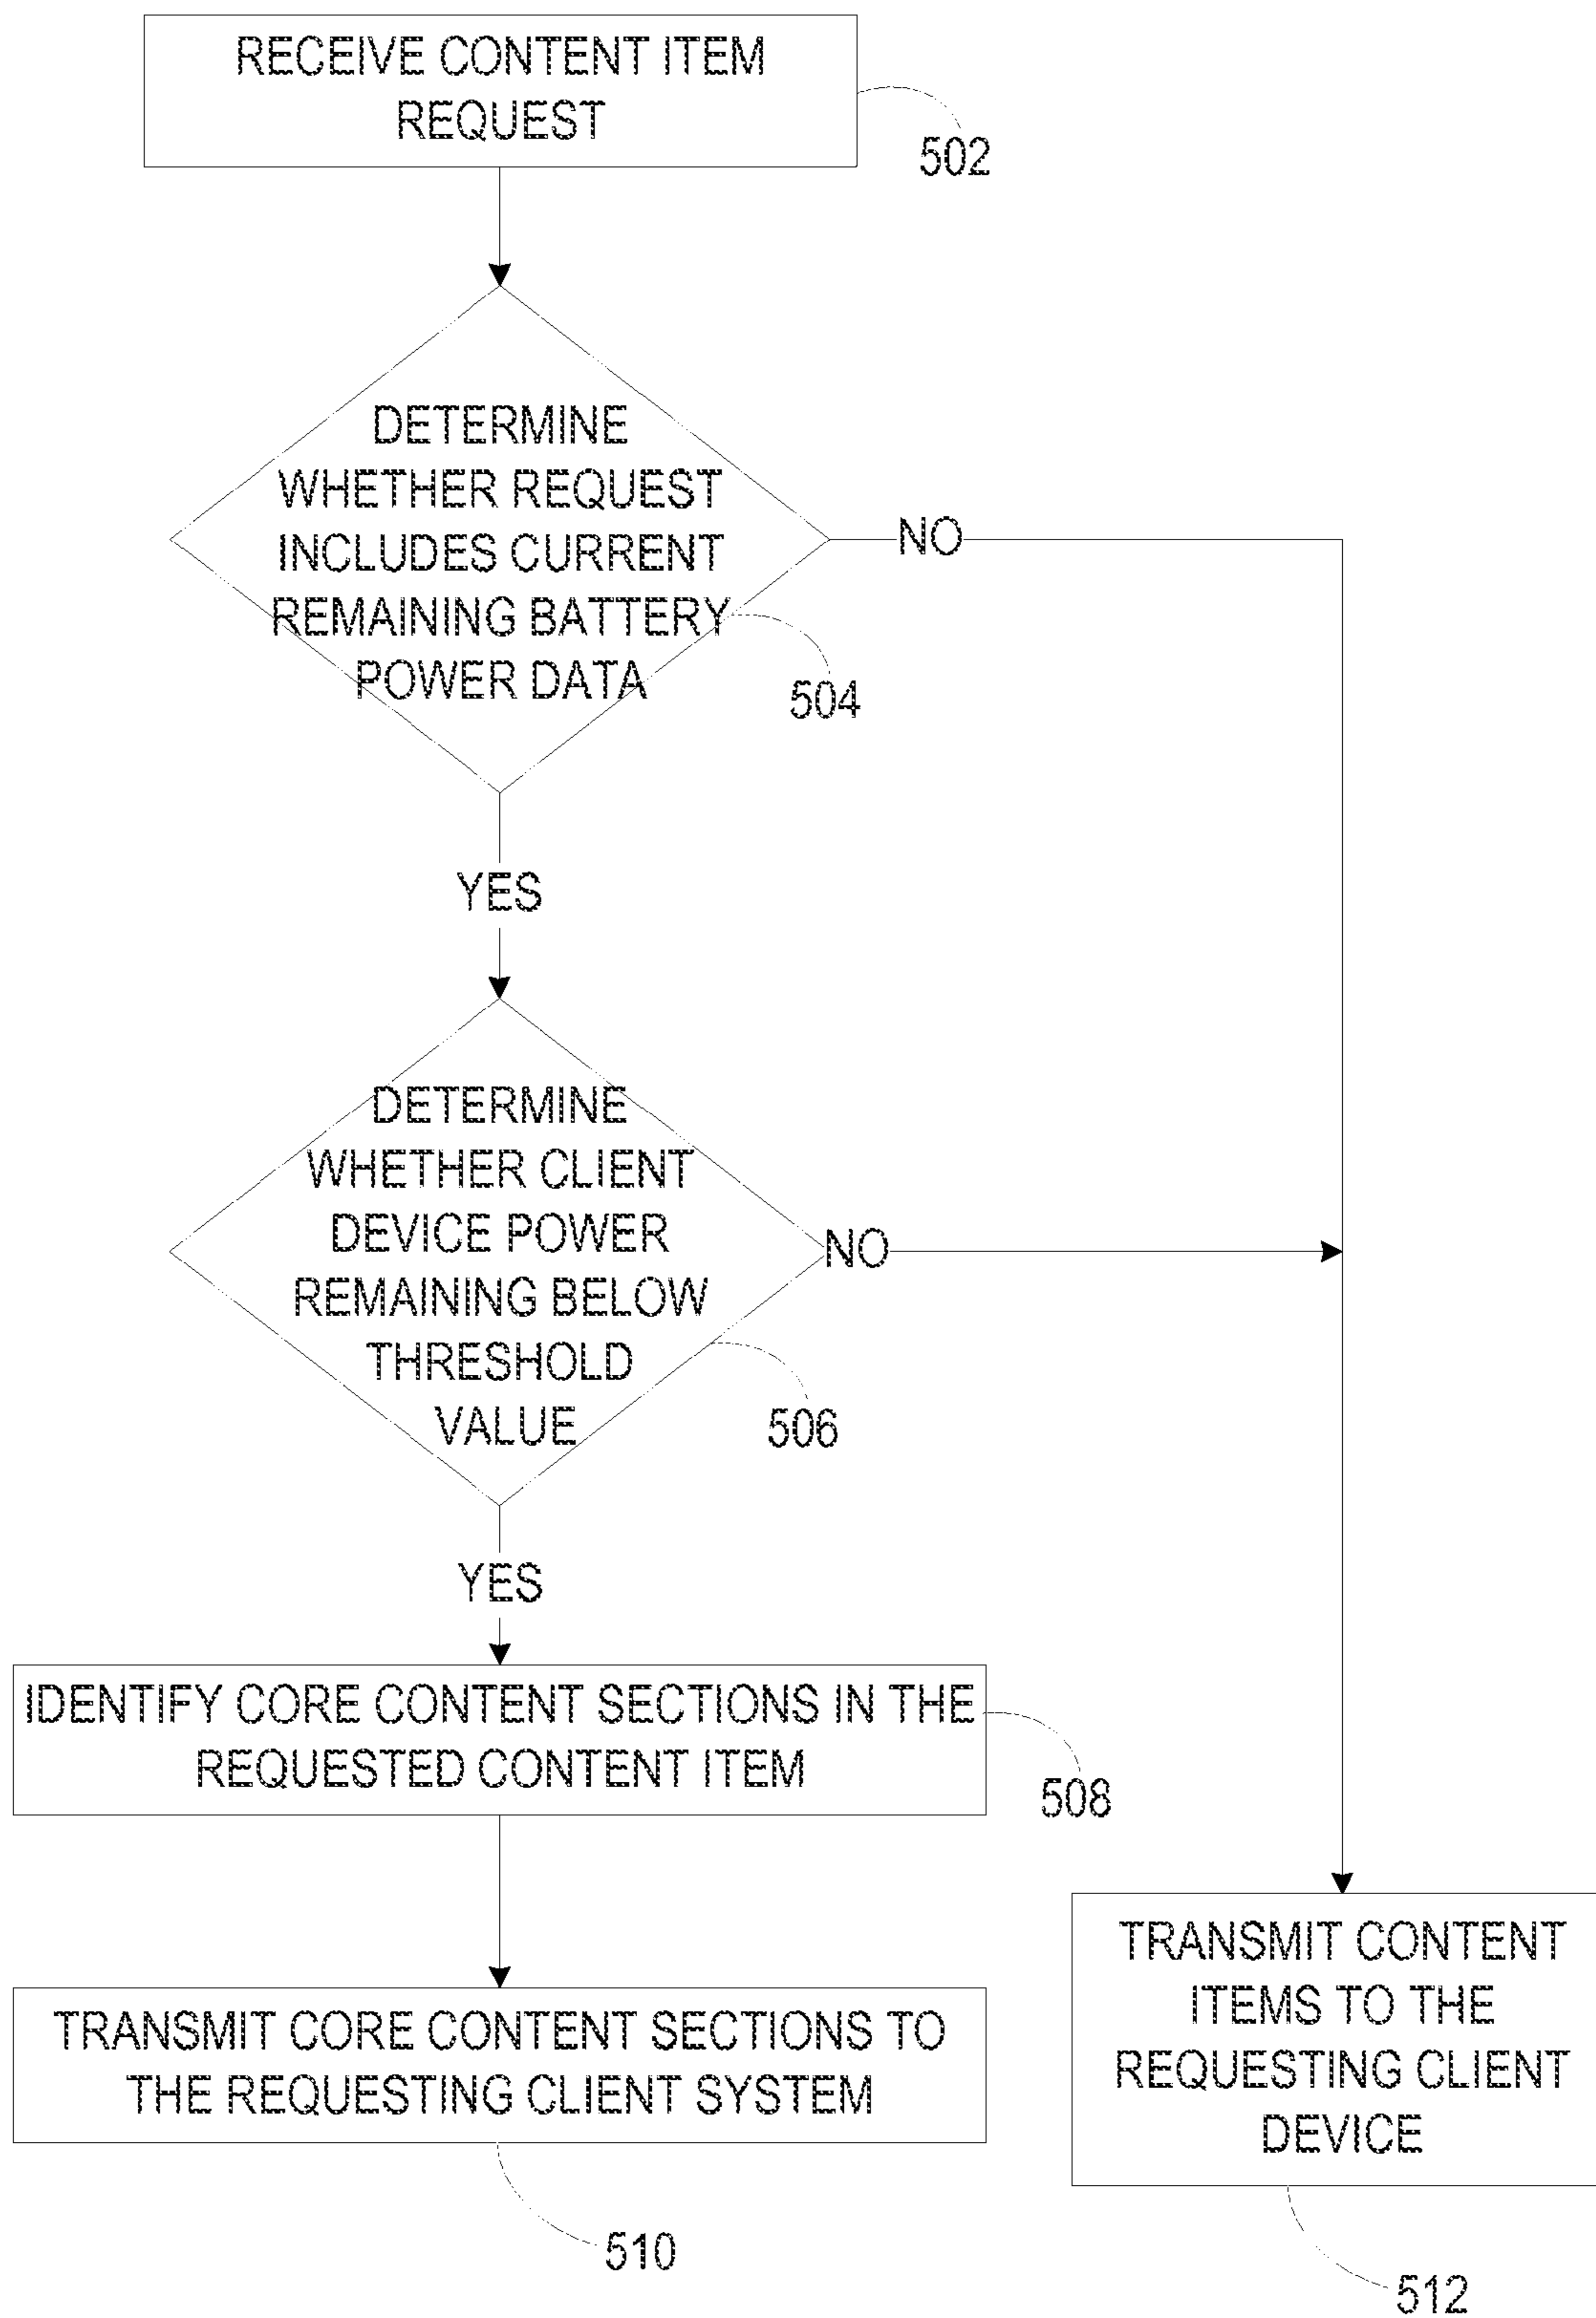 RECEIVE CONTENT ITEM
REQUEST
502
DETERMINE
WHETHER REQUEST
INCLUDES CURRENT
REMAINING BATTERY
POWER DATA
504
NO
YES
DETERMINE
WHETHER CLIENT
DEVICE POWER
REMAINING BELOW
THRESHOLD
VALUE
506
NO
YES
IDENTIFY CORE CONTENT SECTIONS IN THE
REQUESTED CONTENT ITEM
508
TRANSMIT CORE CONTENT SECTIONS TO
THE REQUESTING CLIENT SYSTEM
510
TRANSMIT CONTENT
ITEMS TO THE
REQUESTING CLIENT
DEVICE
512